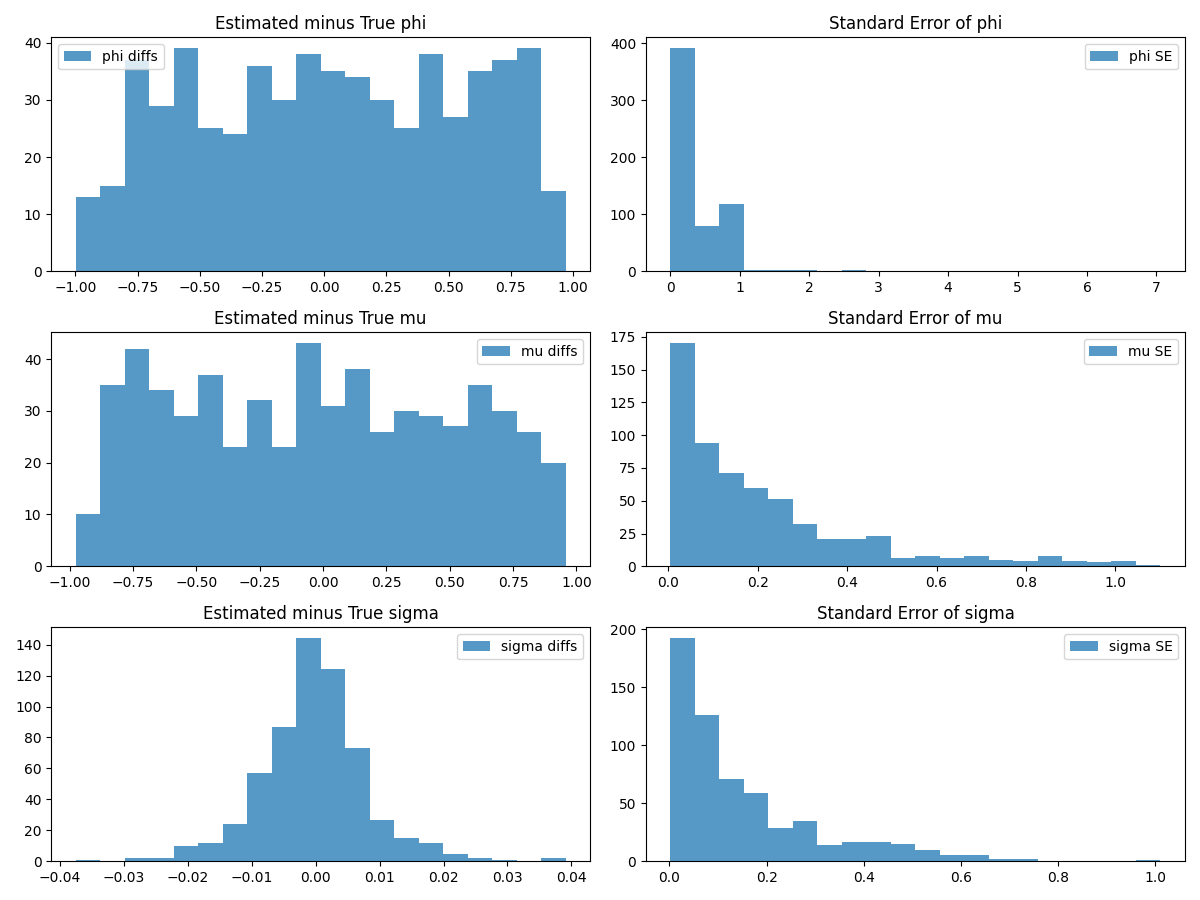 Estimated minus True phi
40
30
20
10
0
phi diffs
−1.00 −0.75 −0.50 −0.25 0.00 0.25 0.50 0.75 1.00
Standard Error of phi
400
300
200
100
0
phi SE
0 1 2 3 4 5 6 7
Estimated minus True mu
40
30
20
10
0
mu diffs
−1.00 −0.75 −0.50 −0.25 0.00 0.25 0.50 0.75 1.00
Standard Error of mu
175
150
125
100
75
50
25
0
mu SE
0.0 0.2 0.4 0.6 0.8 1.0
Estimated minus True sigma
140
120
100
80
60
40
20
0
sigma diffs
−0.04 −0.03 −0.02 −0.01 0.00 0.01 0.02 0.03 0.04
Standard Error of sigma
200
150
100
50
0
sigma SE
0.0 0.2 0.4 0.6 0.8 1.0